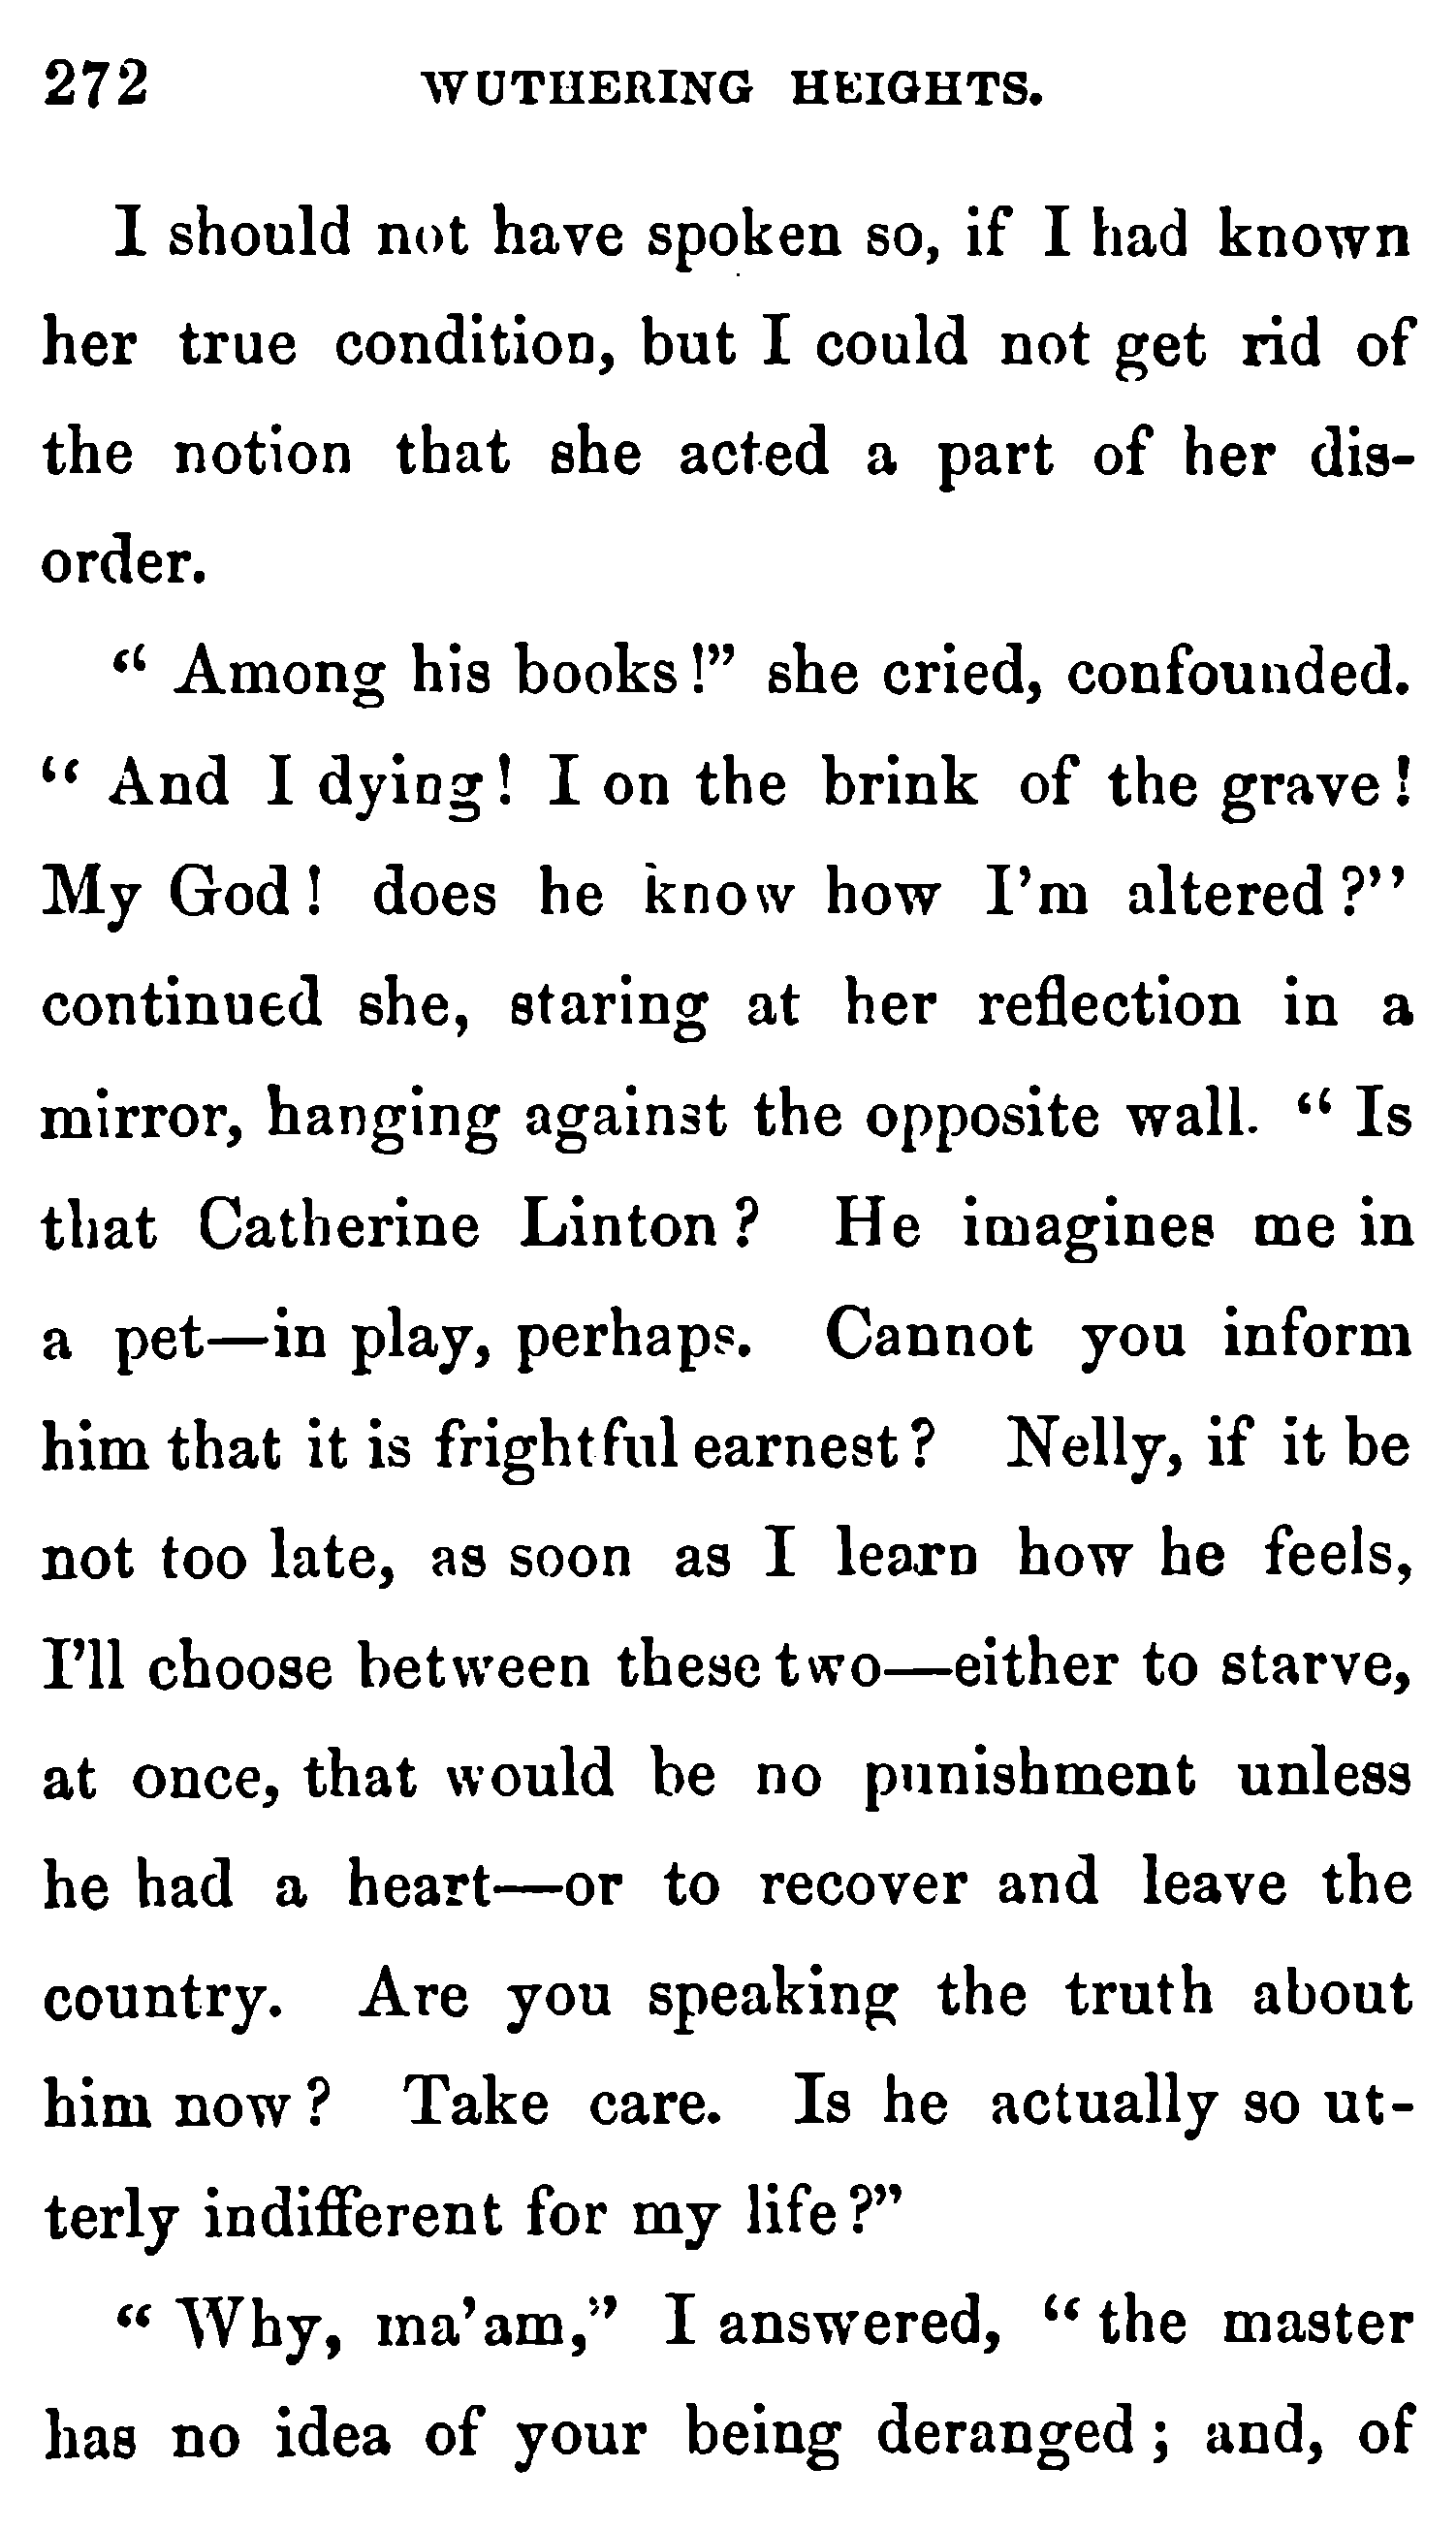 272 WUTHERING HEIGHTS.
I should not have spoken so, if I had known
her true condition, but I could not get rid of
the notion that she acted a part of her dis-
order.
“ Among his books !” she cried, confounded.
“ And I dying! I on the brink of the grave !
My God ! does he know how I’m altered ?’’
continued she, staring at her reflection in a
mirror, hanging against the opposite wall. “ Is
that Catherine Linton ? He imagines me in
a pet—in play, perhaps. Cannot you inform
him that it is frightful earnest ? Nelly, if it be
not too late, as soon as I learn how he feels,
I’ll choose between these two—either to starve,
at once, that would be no punishment unless
he had a heart—or to recover and leave the
country. Are you speaking the truth about
him now ? Take care. Is he actually so ut-
terly indifferent for my life ?”
“ Why, ma’am,” I answered, “ the master
has no idea of your being deranged ; and, of